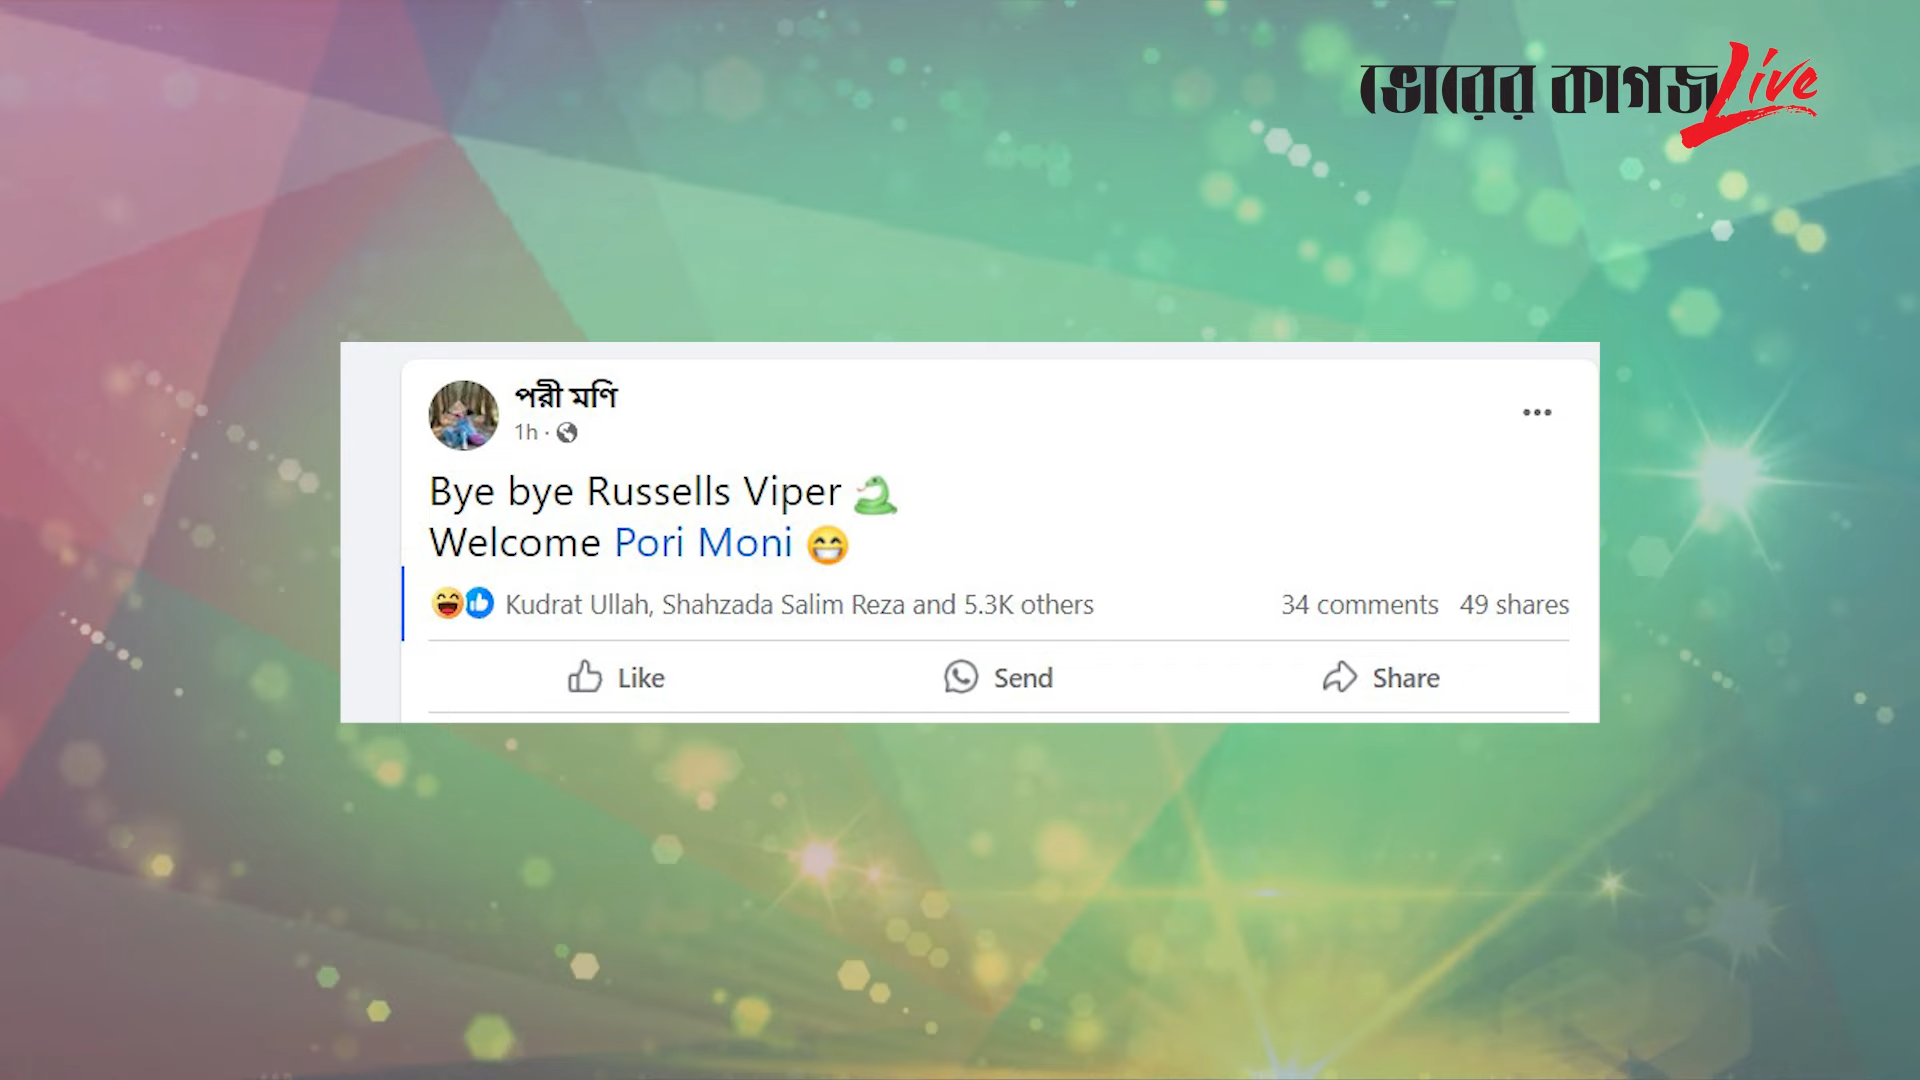 ভোরের কাগজ Live
পরী মণি
1h ·
Bye bye Russells Viper 🐍
Welcome Pori Moni 😁
Kudrat Ullah, Shahzada Salim Reza and 5.3K others
34 comments 49 shares
Like Send Share